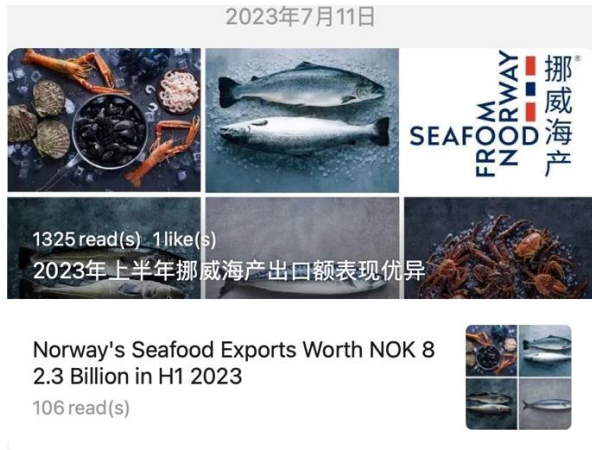 2023年7月11日
SEAFOOD
FROM
NORWAY
挪威海产®
1325 read(s) 1 like(s)
2023年上半年挪威海产出口额表现优异
Norway's Seafood Exports Worth NOK 8
2.3 Billion in H1 2023
106 read(s)